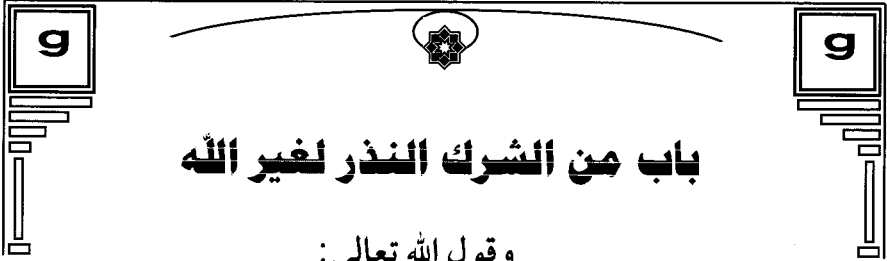 g g
باب من الشرك النذر لغير الله
وقول الله تعالى: